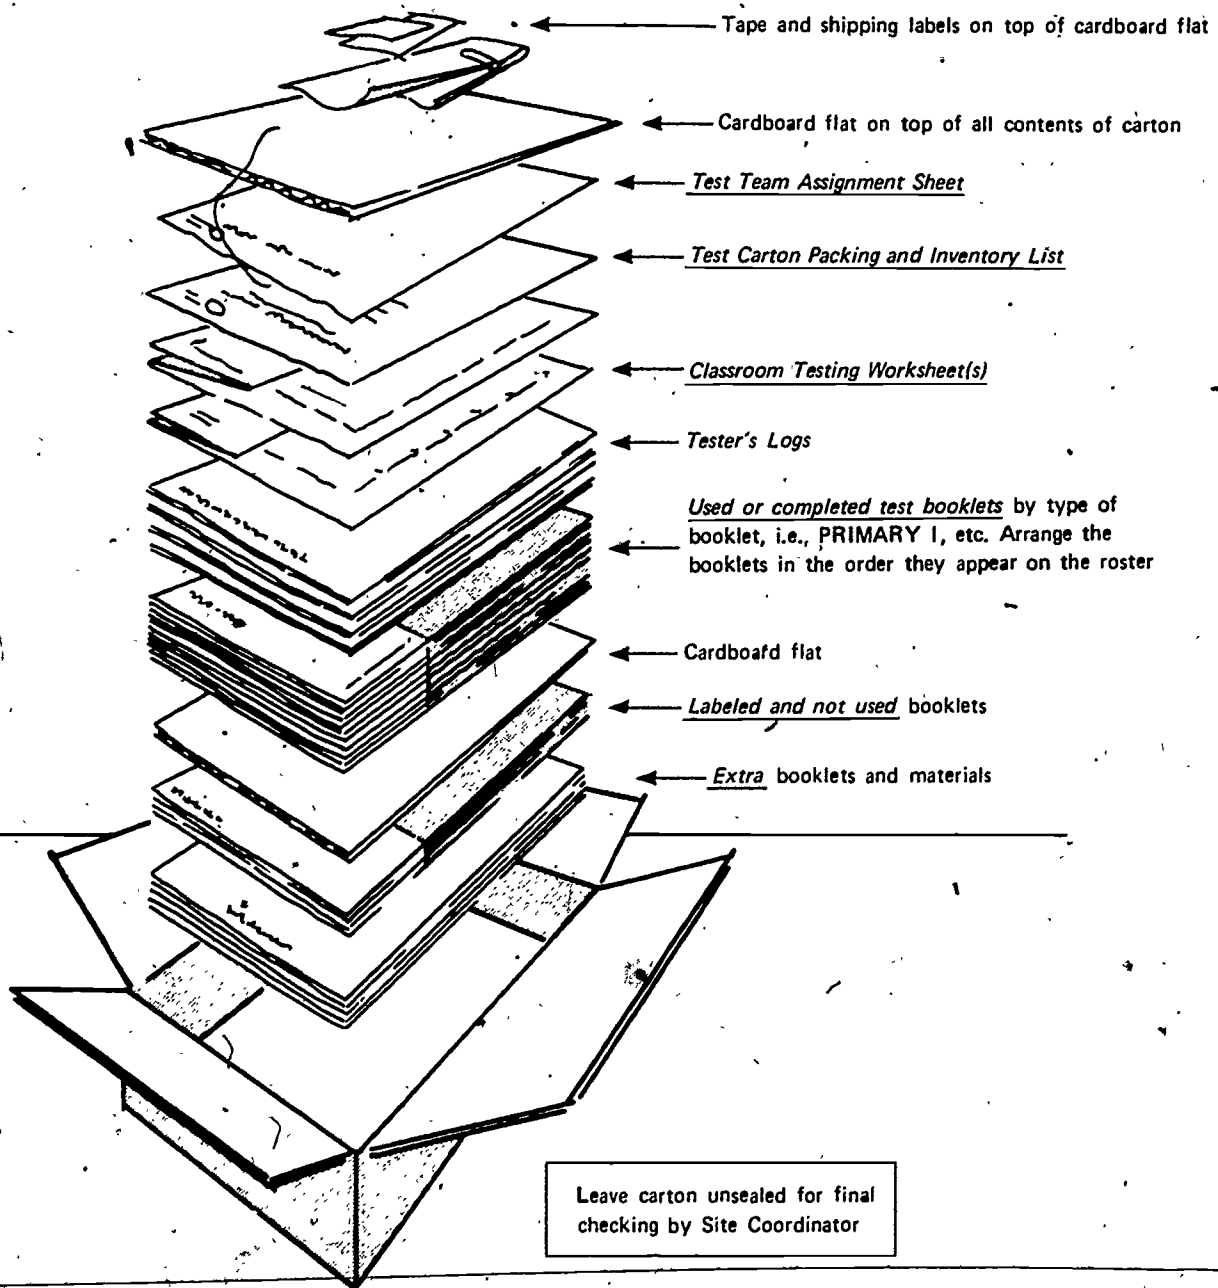 Tape and shipping labels on top of cardboard flat
Cardboard flat on top of all contents of carton
Test Team Assignment Sheet
Test Carton Packing and Inventory List
Classroom Testing Worksheet(s)
Tester's Logs
Used or completed test booklets by type of
booklet, i.e., PRIMARY I, etc. Arrange the
booklets in the order they appear on the roster
Cardboard flat
Labeled and not used booklets
Extra booklets and materials
Leave carton unsealed for final
checking by Site Coordinator